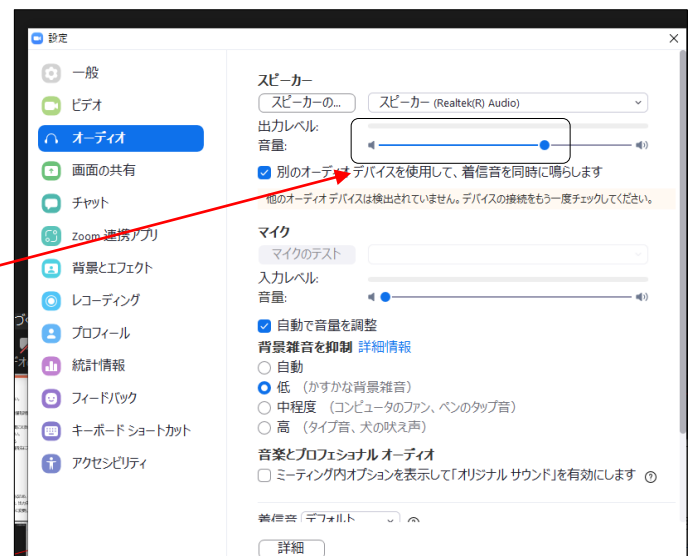 設定
一般
ビデオ
オーディオ
画面の共有
チャット
Zoom 連携アプリ
背景とエフェクト
レコーディング
プロフィール
統計情報
フィードバック
キーボード ショートカット
アクセシビリティ
スピーカー
スピーカーの... スピーカー (Realtek(R) Audio)
出力レベル:
音量:
別のオーディオ デバイスを使用して、着信音を同時に鳴らします
他のオーディオ デバイスは検出されていません。デバイスの接続をもう一度チェックしてください。
マイク
マイクのテスト
入力レベル:
音量:
自動で音量を調整
背景雑音を抑制 詳細情報
自動
低 (かすかな背景雑音)
中程度 (コンピュータのファン、ペンのタップ音)
高 (タイプ音、犬の吠え声)
音楽とプロフェショナル オーディオ
ミーティング内オプションを表示して「オリジナル サウンド」を有効にします
着信音 デフォルト
詳細